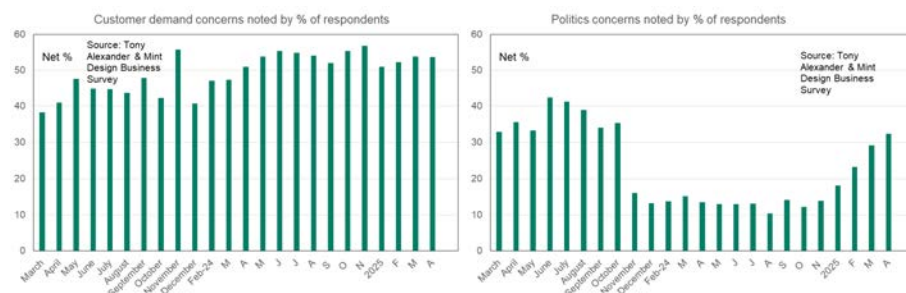 Customer demand concerns noted by % of respondents
60
50
40
30
20
10
0
Net %
Source: Tony
Alexander & Mint
Design Business
Survey
March
April
May
June
July
August
September
October
November
December
Feb-24
M
A
M
J
J
A
S
O
N
2025
F
M
A
Politics concerns noted by % of respondents
60
50
40
30
20
10
0
Net %
Source: Tony
Alexander & Mint
Design Business
Survey
March
April
May
June
July
August
September
October
November
December
Feb-24
M
A
M
J
J
A
S
O
N
2025
F
M
A